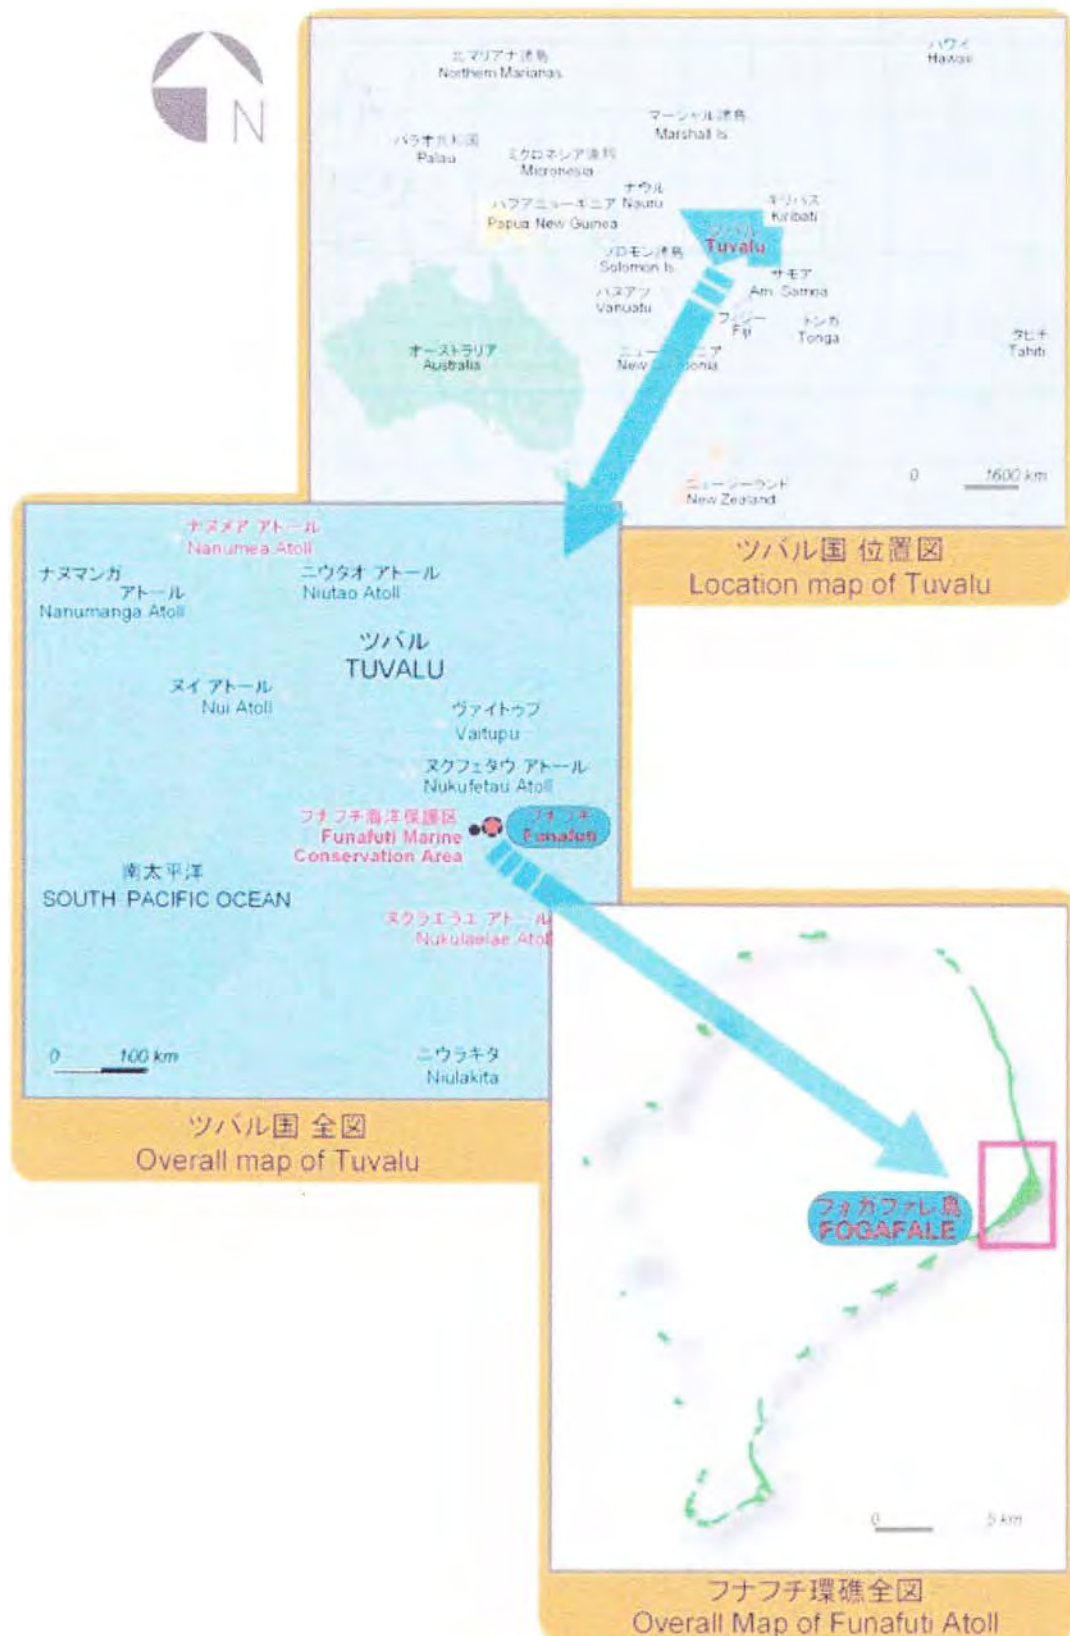 N
北マリアナ諸島
Northern Marianas
ハワイ
Hawaii
マーシャル諸島
Marshall Is.
パラオ共和国
Palau
ミクロネシア連邦
Micronesia
ナウル
Nauru
キリバス
Kiribati
パプアニューギニア
Papua New Guinea
ツバル
Tuvalu
ソロモン諸島
Solomon Is.
サモア
Am. Samoa
バヌアツ
Vanuatu
フィジー
Fiji
トンガ
Tonga
タヒチ
Tahiti
オーストラリア
Australia
ニュー
ニア
New
onia
ニュージーランド
New Zealand
0 1600 km
ツバル国 位置図
Location map of Tuvalu
ナヌメア アトール
Nanumea Atoll
ナヌマンガ
アトール
Nanumanga Atoll
ニウタオ アトール
Niutao Atoll
ツバル
TUVALU
ヌイ アトール
Nui Atoll
ヴァイトゥプ
Vaitupu
ヌクフェタウ アトール
Nukufetau Atoll
フナフチ海洋保護区
Funafuti Marine
Conservation Area
フナフチ
Funafuti
南太平洋
SOUTH PACIFIC OCEAN
ヌクラエラエ アトール
Nukulaelae Atoll
0 100 km
ニウラキタ
Niulakita
ツバル国 全図
Overall map of Tuvalu
フォガファレ島
FOGAFALE
0 5 km
フナフチ環礁全図
Overall Map of Funafuti Atoll